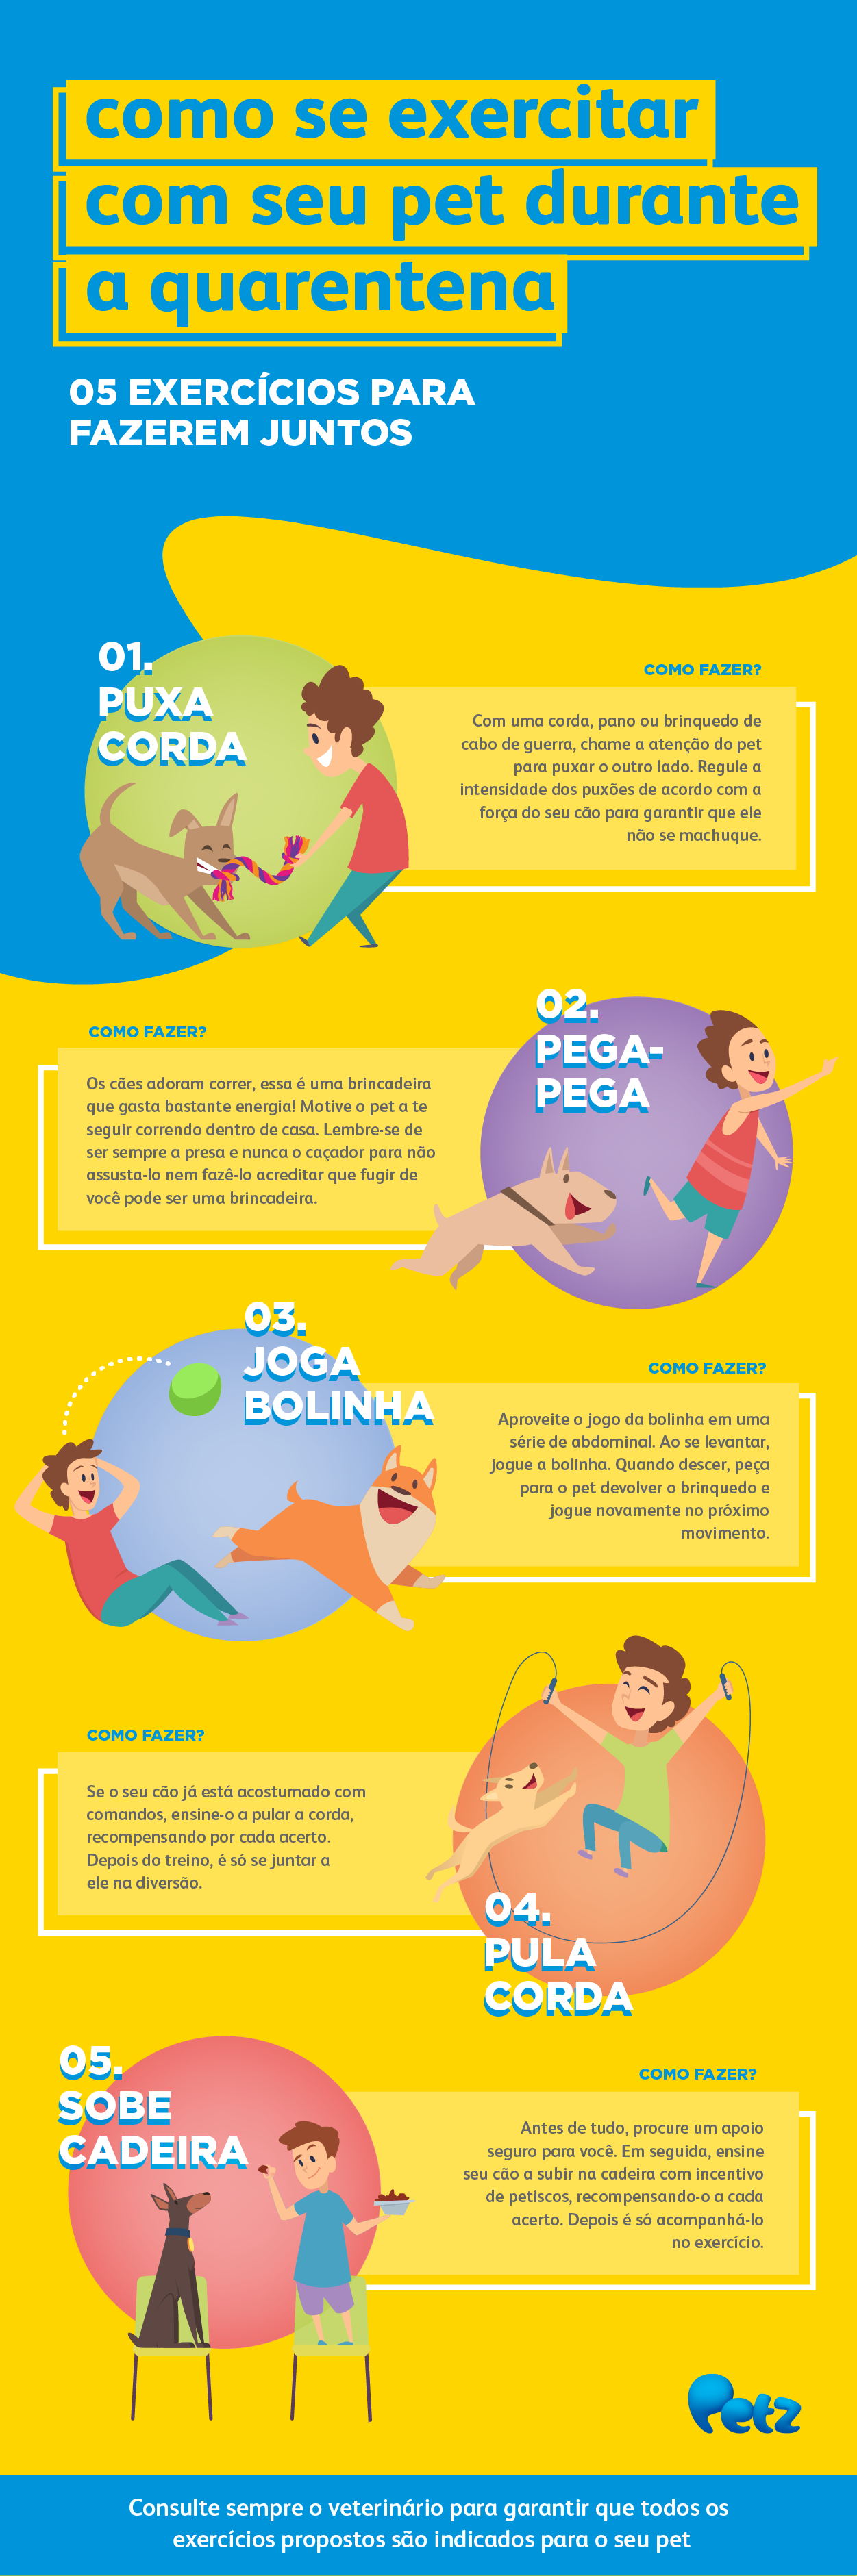 como se exercitar
com seu pet durante
a quarentena
05 EXERCÍCIOS PARA
FAZEREM JUNTOS
01.
PUXA
CORDA
COMO FAZER?
Com uma corda, pano ou brinquedo de
cabo de guerra, chame a atenção do pet
para puxar o outro lado. Regule a
intensidade dos puxões de acordo com a
força do seu cão para garantir que ele
não se machuque.
02.
PEGA-
PEGA
COMO FAZER?
Os cães adoram correr, essa é uma brincadeira
que gasta bastante energia! Motive o pet a te
seguir correndo dentro de casa. Lembre-se de
ser sempre a presa e nunca o caçador para não
assusta-lo nem fazê-lo acreditar que fugir de
você pode ser uma brincadeira.
03.
JOGA
BOLINHA
COMO FAZER?
Aproveite o jogo da bolinha em uma
série de abdominal. Ao se levantar,
jogue a bolinha. Quando descer, peça
para o pet devolver o brinquedo e
jogue novamente no próximo
movimento.
COMO FAZER?
Se o seu cão já está acostumado com
comandos, ensine-o a pular a corda,
recompensando por cada acerto.
Depois do treino, é só se juntar a
ele na diversão.
04.
PULA
CORDA
05.
SOBE
CADEIRA
COMO FAZER?
Antes de tudo, procure um apoio
seguro para você. Em seguida, ensine
seu cão a subir na cadeira com incentivo
de petiscos, recompensando-o a cada
acerto. Depois é só acompanhá-lo
no exercício.
Petz
Consulte sempre o veterinário para garantir que todos os
exercícios propostos são indicados para o seu pet